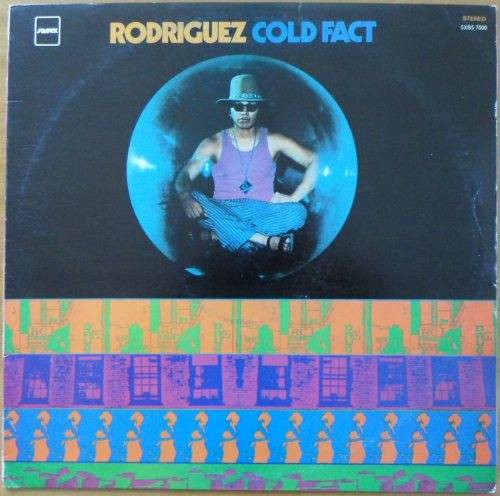 RODRIGUEZ COLD FACT
STEREO
SXBS 7000